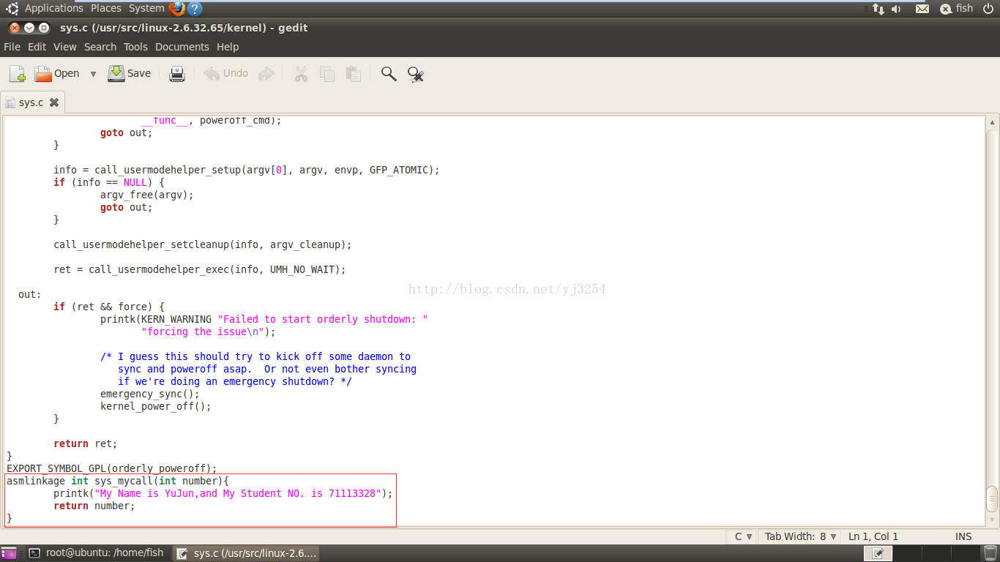 Applications Places System
fish
sys.c (/usr/src/linux-2.6.32.65/kernel) - gedit
File Edit View Search Tools Documents Help
Open Save Undo
sys.c
__func__, poweroff_cmd);
goto out;
}
info = call_usermodehelper_setup(argv[0], argv, envp, GFP_ATOMIC);
if (info == NULL) {
argv_free(argv);
goto out;
}
call_usermodehelper_setcleanup(info, argv_cleanup);
ret = call_usermodehelper_exec(info, UMH_NO_WAIT);
http://blog.csdn.net/yj3254
out:
if (ret && force) {
printk(KERN_WARNING "Failed to start orderly shutdown: "
"forcing the issue\n");
/* I guess this should try to kick off some daemon to
sync and poweroff asap.  Or not even bother syncing
if we're doing an emergency shutdown? */
emergency_sync();
kernel_power_off();
}
return ret;
}
EXPORT_SYMBOL_GPL(orderly_poweroff);
asmlinkage int sys_mycall(int number){
printk("My Name is YuJun,and My Student NO. is 71113328");
return number;
}
C Tab Width: 8 Ln 1, Col 1 INS
root@ubuntu: /home/fish sys.c (/usr/src/linux-2.6....